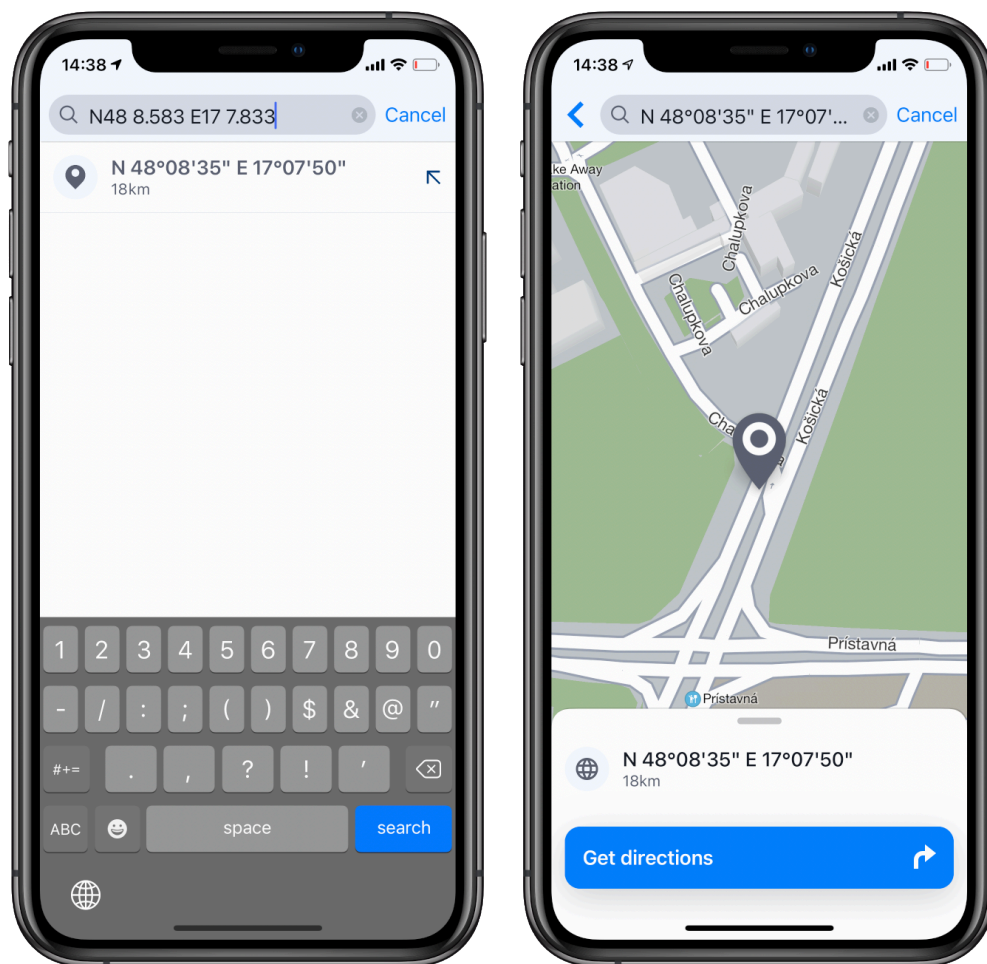 14:38
N48 8.583 E17 7.833
Cancel
N 48°08'35" E 17°07'50"
18km
1 2 3 4 5 6 7 8 9 0
- / : ; ( ) $ & @ "
#+= . , ? ! '
ABC space search
14:38
N 48°08'35" E 17°07'...
Cancel
ke Away
ation
Chalupkova
Košická
Chalupkova
Chalupkova
Košická
Cha
Prístavná
Prístavná
N 48°08'35" E 17°07'50"
18km
Get directions